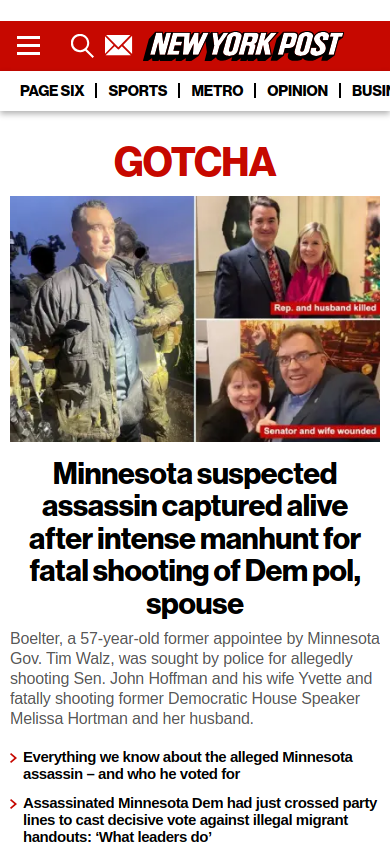 NEW YORK POST
PAGE SIX
SPORTS
METRO
OPINION
BUSI
GOTCHA
Rep. and husband killed
Senator and wife wounded
Minnesota suspected
assassin captured alive
after intense manhunt for
fatal shooting of Dem pol,
spouse
Boelter, a 57-year-old former appointee by Minnesota
Gov. Tim Walz, was sought by police for allegedly
shooting Sen. John Hoffman and his wife Yvette and
fatally shooting former Democratic House Speaker
Melissa Hortman and her husband.
Everything we know about the alleged Minnesota
assassin – and who he voted for
Assassinated Minnesota Dem had just crossed party
lines to cast decisive vote against illegal migrant
handouts: ‘What leaders do’